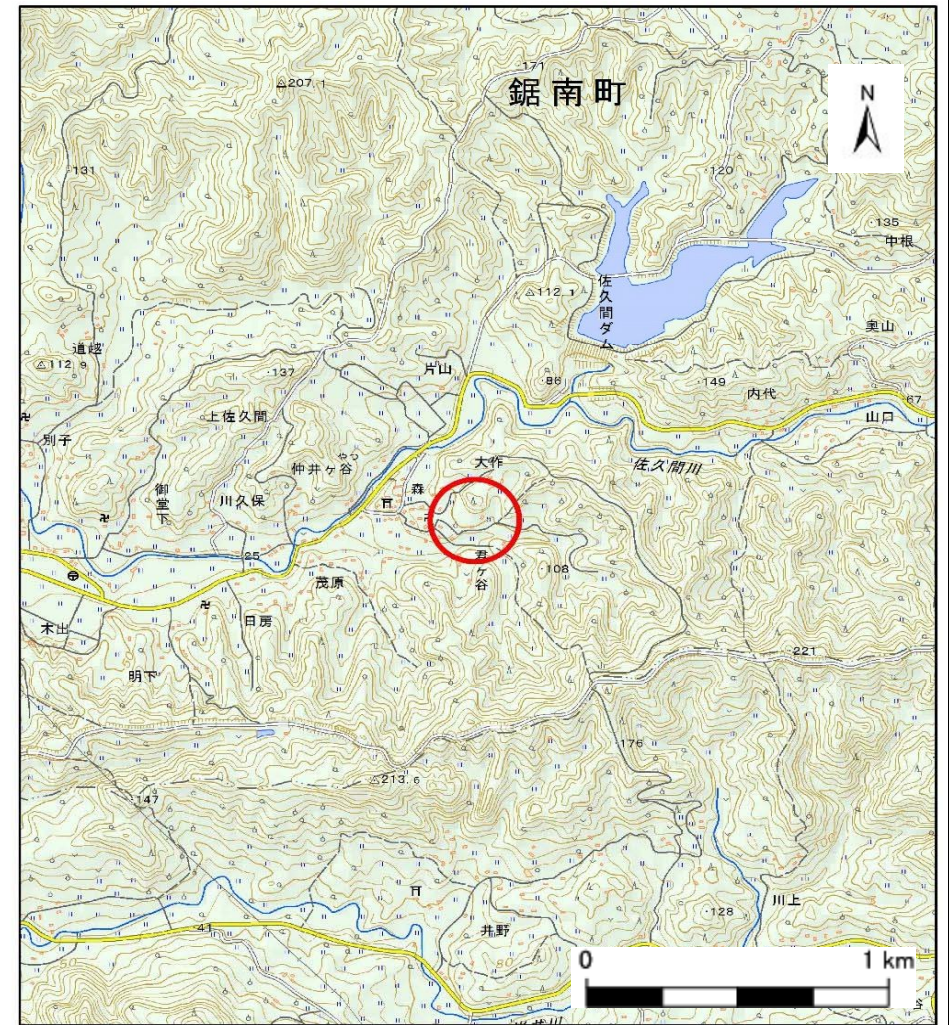 171
鋸南町
N
207.1
131
120
135
中根
佐久間ダム
112.1
奥山
道越
112.9
片山
137
86
149
内代
67
上佐久間
山口
別子
仲井ヶ谷
やつ
大作
佐久間川
御堂下
川久保
森
25
君ヶ谷
108
茂原
日房
木出
221
明下
176
213.6
147
川上
128
41
井野
0
1 km
60
80